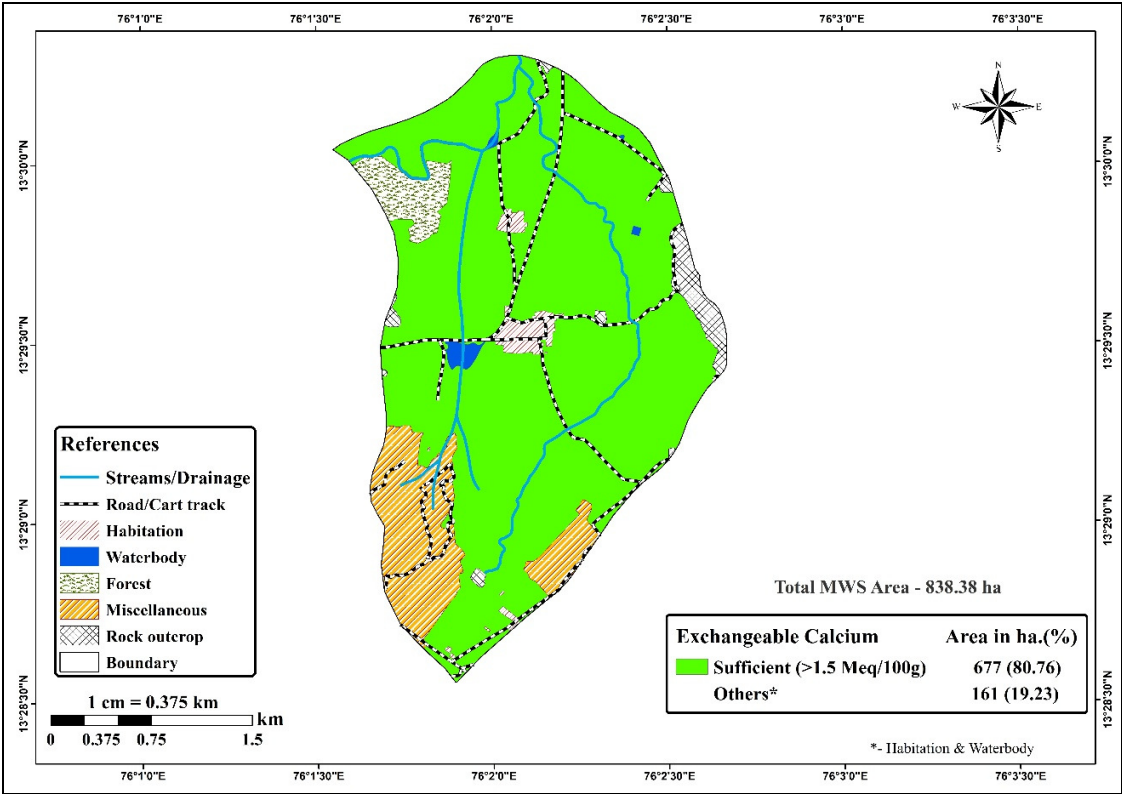 76°1'0"E 76°1'30"E 76°2'0"E 76°2'30"E 76°3'0"E 76°3'30"E
N
W E
S
13°30'0"N 13°30'0"N
13°29'30"N 13°29'30"N
13°29'0"N 13°29'0"N
13°28'30"N 13°28'30"N
References
Streams/Drainage
Road/Cart track
Habitation
Waterbody
Forest
Miscellaneous
Rock outcrop
Boundary
1 cm = 0.375 km
km
0 0.375 0.75 1.5
Total MWS Area - 838.38 ha
Exchangeable Calcium Area in ha.(%)
Sufficient (>1.5 Meq/100g) 677 (80.76)
Others* 161 (19.23)
*- Habitation & Waterbody
76°1'0"E 76°1'30"E 76°2'0"E 76°2'30"E 76°3'0"E 76°3'30"E